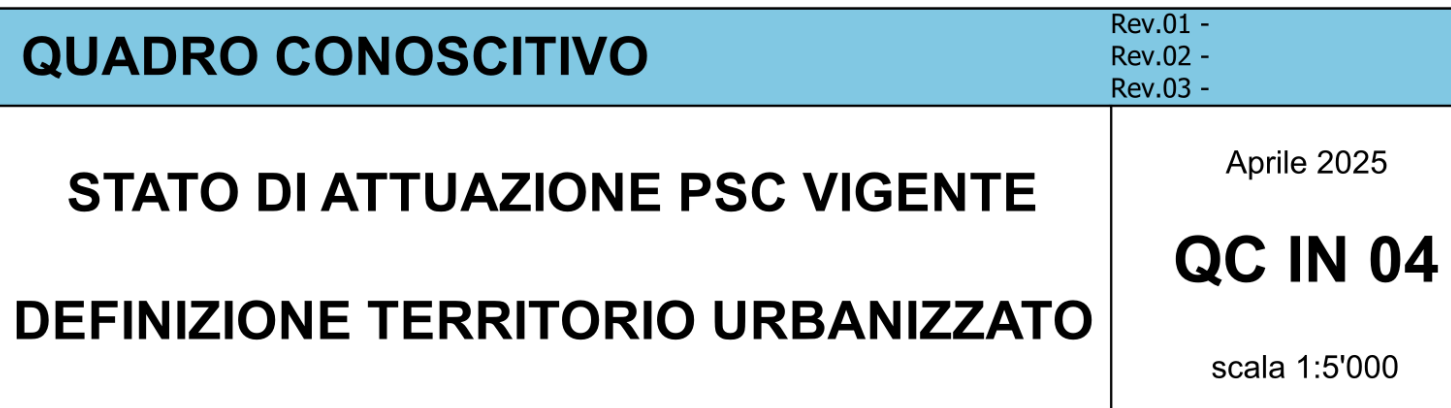 QUADRO CONOSCITIVO
Rev.01 -
Rev.02 -
Rev.03 -
STATO DI ATTUAZIONE PSC VIGENTE
DEFINIZIONE TERRITORIO URBANIZZATO
Aprile 2025
QC IN 04
scala 1:5'000